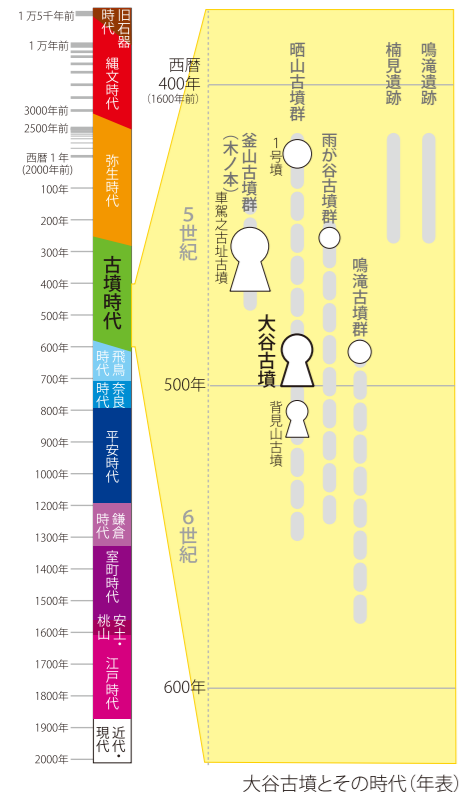 1万5千年前
1万年前
3000年前
2500年前
西暦1年
(2000年前)
100年
200年
300年
400年
500年
600年
700年
800年
900年
1000年
1200年
1300年
1400年
1500年
1600年
1700年
1800年
1900年
2000年
旧石器
時代
縄文時代
弥生時代
古墳時代
飛鳥
時代
奈良
時代
平安時代
鎌倉
時代
室町時代
安土・
桃山
江戸時代
近代・
現代
西暦
400年
(1600年前)
5世紀
500年
6世紀
600年
鳴滝遺跡
楠見遺跡
晒山古墳群
1号墳
雨が谷古墳群
釜山古墳群
(木ノ本)
車駕之古址古墳
鳴滝古墳群
大谷古墳
背見山古墳
大谷古墳とその時代(年表)